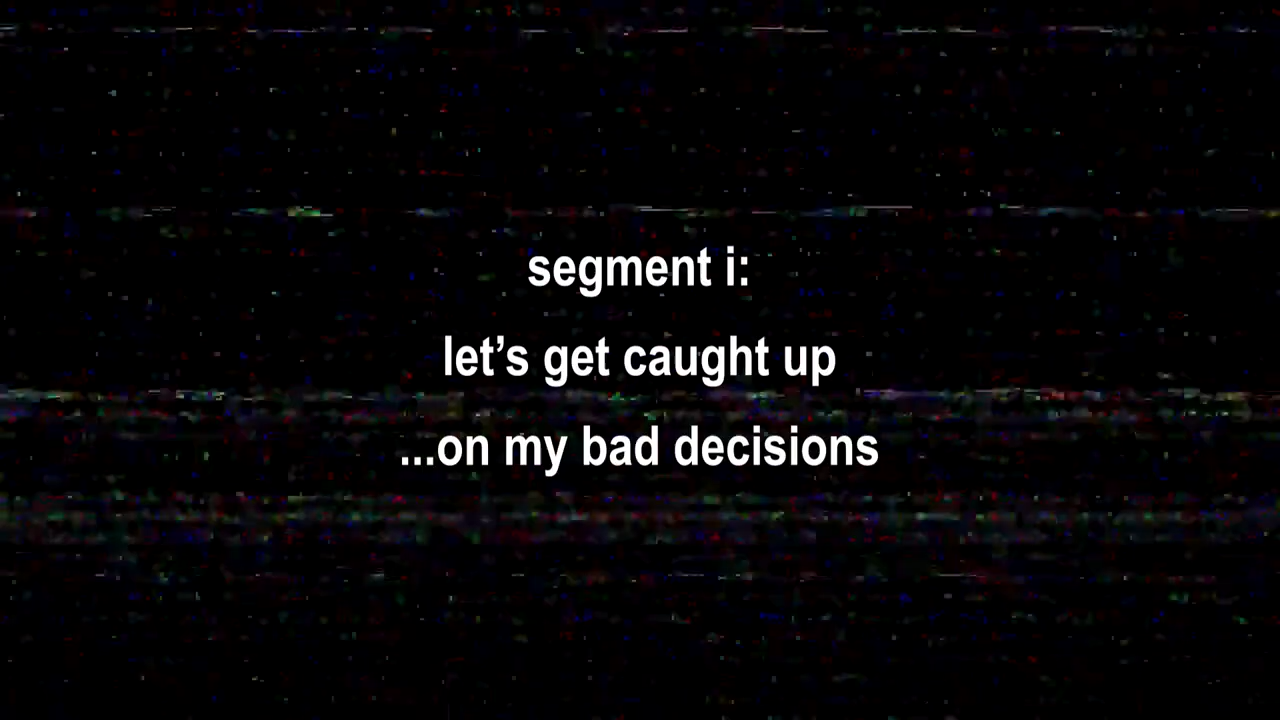 segment i:
let’s get caught up
...on my bad decisions